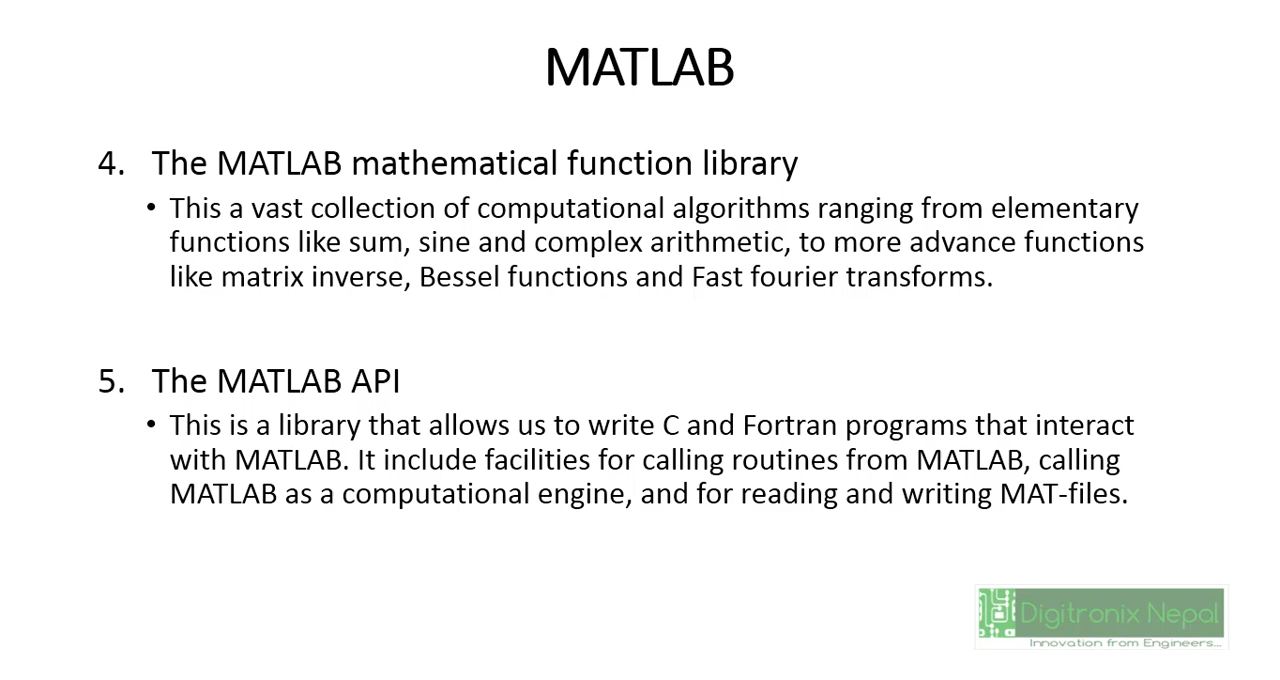 MATLAB
4. The MATLAB mathematical function library
• This a vast collection of computational algorithms ranging from elementary
functions like sum, sine and complex arithmetic, to more advance functions
like matrix inverse, Bessel functions and Fast fourier transforms.
5. The MATLAB API
• This is a library that allows us to write C and Fortran programs that interact
with MATLAB. It include facilities for calling routines from MATLAB, calling
MATLAB as a computational engine, and for reading and writing MAT-files.
Digitronix Nepal
Innovation from Engineers...